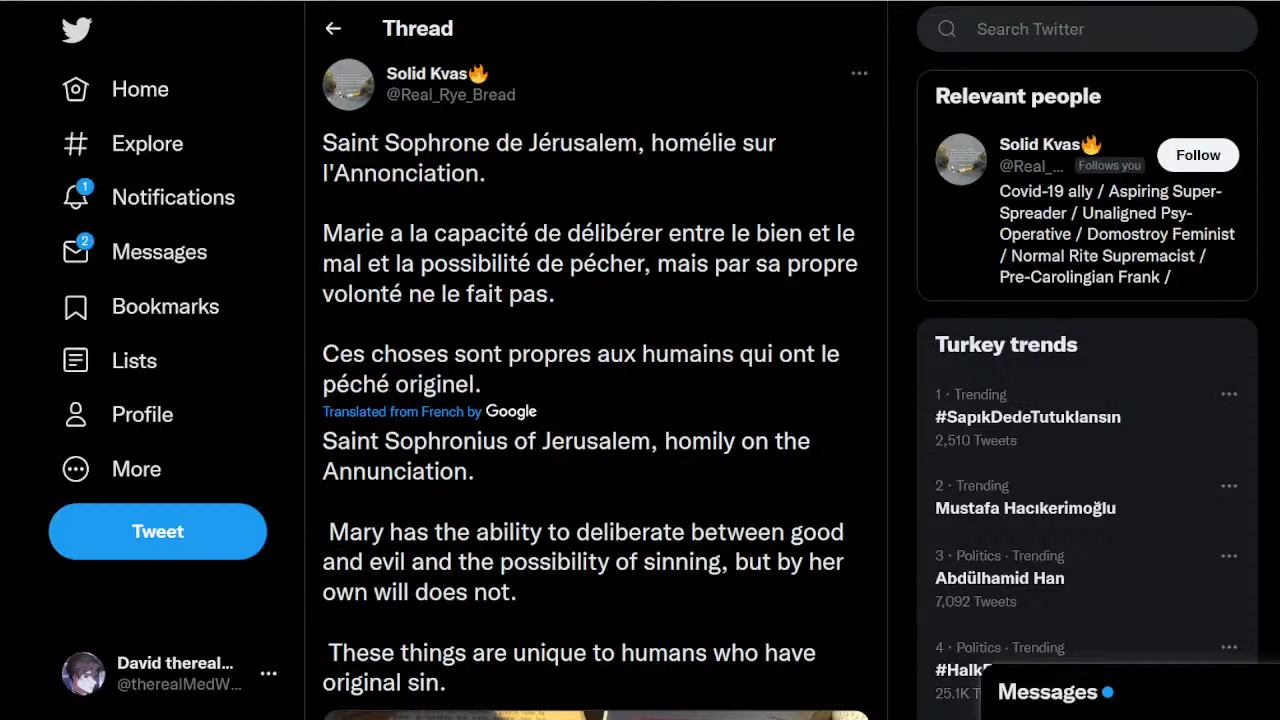 Home
Explore
1
Notifications
2
Messages
Bookmarks
Lists
Profile
More
Tweet
David thereal...
@therealMedW...
Thread
Solid Kvas🔥
@Real_Rye_Bread
Saint Sophrone de Jérusalem, homélie sur
l'Annonciation.
Marie a la capacité de délibérer entre le bien et le
mal et la possibilité de pécher, mais par sa propre
volonté ne le fait pas.
Ces choses sont propres aux humains qui ont le
péché originel.
Translated from French by Google
Saint Sophronius of Jerusalem, homily on the
Annunciation.
Mary has the ability to deliberate between good
and evil and the possibility of sinning, but by her
own will does not.
These things are unique to humans who have
original sin.
Search Twitter
Relevant people
Solid Kvas🔥
@Real_... Follows you
Follow
Covid-19 ally / Aspiring Super-
Spreader / Unaligned Psy-
Operative / Domostroy Feminist
/ Normal Rite Supremacist /
Pre-Carolingian Frank /
Turkey trends
1 · Trending
#SapıkDedeTutuklansın
2,510 Tweets
2 · Trending
Mustafa Hacıkerimoğlu
3 · Politics · Trending
Abdülhamid Han
7,092 Tweets
4 · Politics · Trending
25.1K
Messages